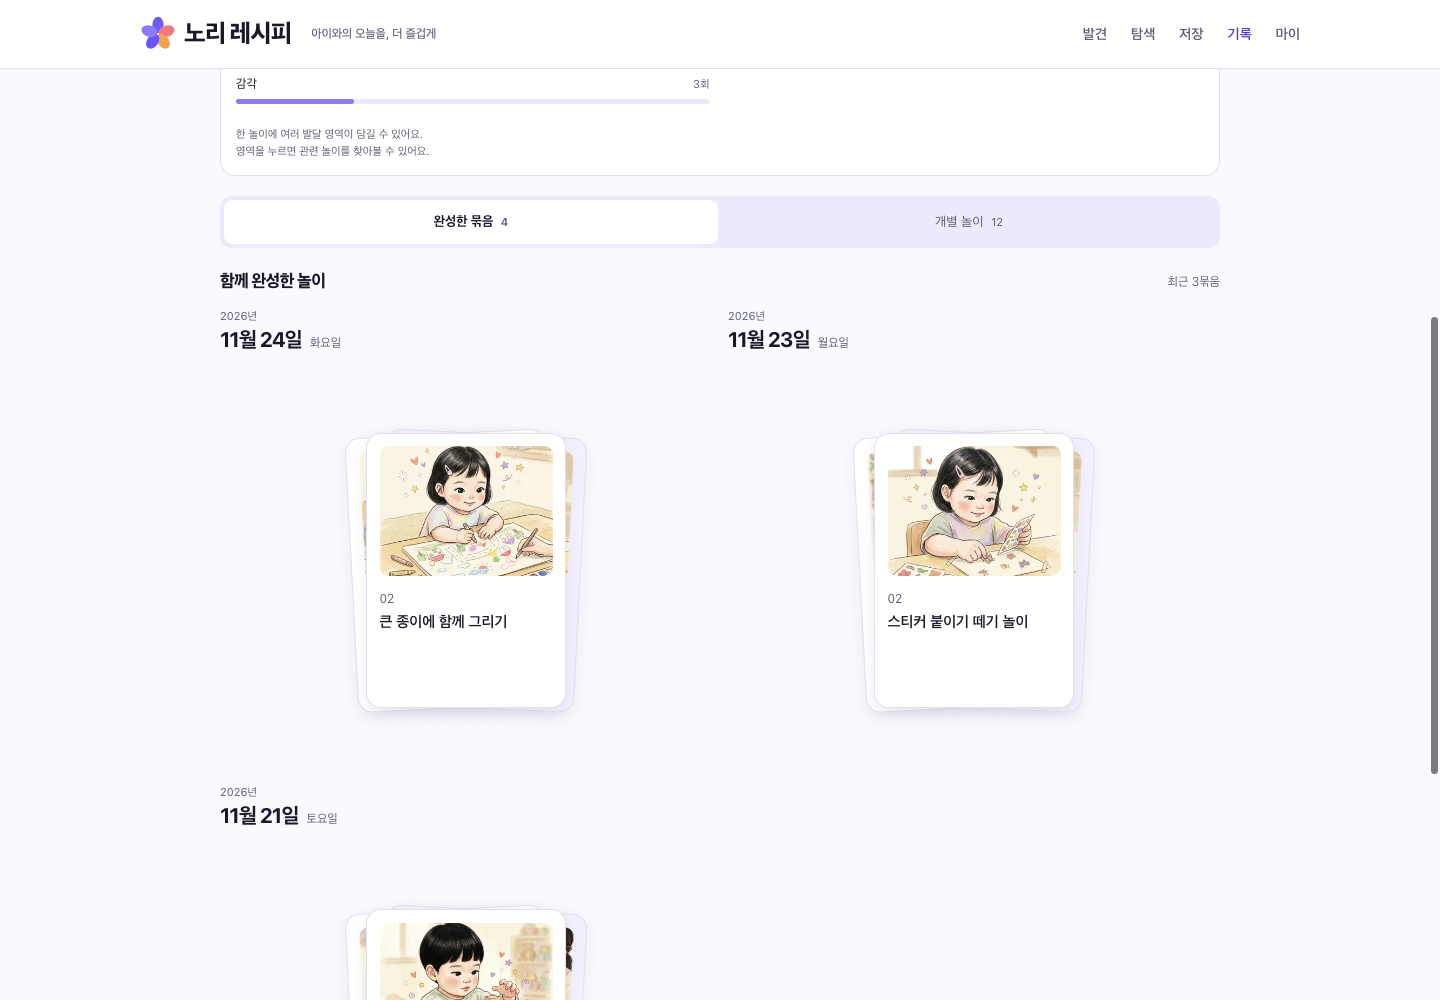 노리 레시피
아이와의 오늘을, 더 즐겁게
발견 탐색 저장 기록 마이
감각 3회
한 놀이에 여러 발달 영역이 담길 수 있어요.
영역을 누르면 관련 놀이를 찾아볼 수 있어요.
완성한 묶음 4
개별 놀이 12
함께 완성한 놀이
최근 3묶음
2026년
11월 24일 화요일
02
큰 종이에 함께 그리기
2026년
11월 23일 월요일
02
스티커 붙이기 떼기 놀이
2026년
11월 21일 토요일